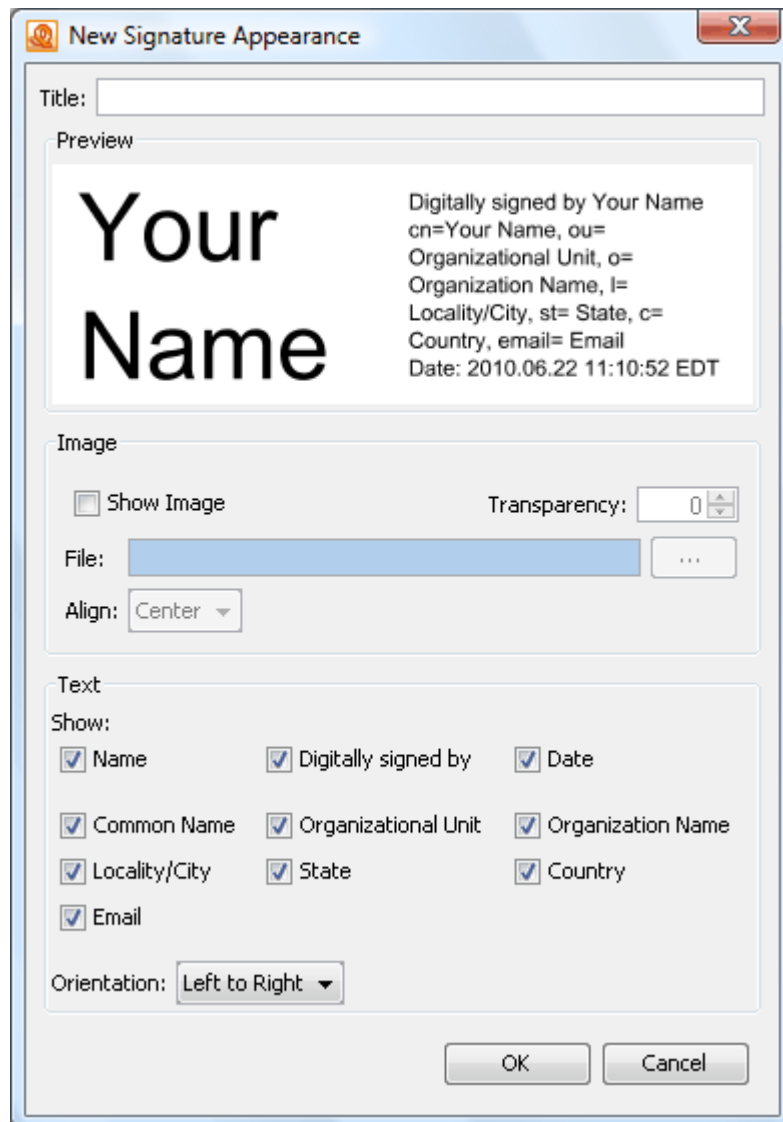 New Signature Appearance
Title:
Preview
Your
Name
Digitally signed by Your Name
cn=Your Name, ou=
Organizational Unit, o=
Organization Name, l=
Locality/City, st= State, c=
Country, email= Email
Date: 2010.06.22 11:10:52 EDT
Image
Show Image Transparency: 0
File: ...
Align: Center
Text
Show:
Name Digitally signed by Date
Common Name Organizational Unit Organization Name
Locality/City State Country
Email
Orientation: Left to Right
OK Cancel